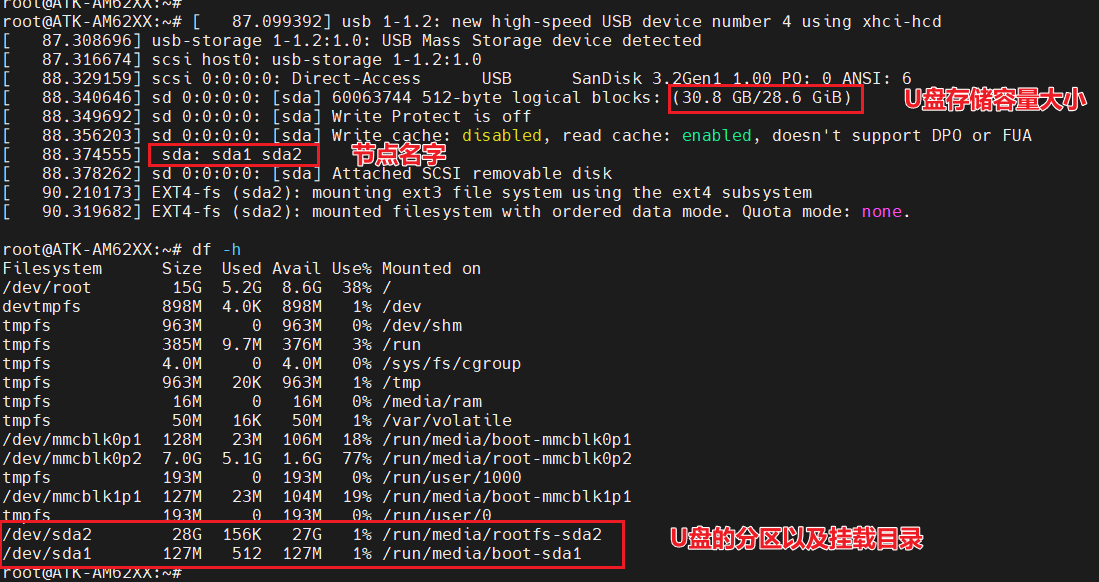 root@ATK-AM62XX:~#
root@ATK-AM62XX:~# [   87.099392] usb 1-1.2: new high-speed USB device number 4 using xhci-hcd
[   87.308696] usb-storage 1-1.2:1.0: USB Mass Storage device detected
[   87.316674] scsi host0: usb-storage 1-1.2:1.0
[   88.329159] scsi 0:0:0:0: Direct-Access      USB      SanDisk 3.2Gen1 1.00 PQ: 0 ANSI: 6
[   88.340646] sd 0:0:0:0: [sda] 60063744 512-byte logical blocks: (30.8 GB/28.6 GiB) U盘存储容量大小
[   88.349692] sd 0:0:0:0: [sda] Write Protect is off
[   88.356203] sd 0:0:0:0: [sda] Write cache: disabled, read cache: enabled, doesn't support DPO or FUA
[   88.374555]  sda: sda1 sda2 节点名字
[   88.378262] sd 0:0:0:0: [sda] Attached SCSI removable disk
[   90.210173] EXT4-fs (sda2): mounting ext3 file system using the ext4 subsystem
[   90.319682] EXT4-fs (sda2): mounted filesystem with ordered data mode. Quota mode: none.
root@ATK-AM62XX:~# df -h
Filesystem      Size  Used Avail Use% Mounted on
/dev/root        15G  5.2G  8.6G  38% /
devtmpfs        898M  4.0K  898M   1% /dev
tmpfs           963M     0  963M   0% /dev/shm
tmpfs           385M  9.7M  376M   3% /run
tmpfs           4.0M     0  4.0M   0% /sys/fs/cgroup
tmpfs           963M   20K  963M   1% /tmp
tmpfs            16M     0   16M   0% /media/ram
tmpfs            50M   16K   50M   1% /var/volatile
/dev/mmcblk0p1  128M   23M  106M  18% /run/media/boot-mmcblk0p1
/dev/mmcblk0p2  7.0G  5.1G  1.6G  77% /run/media/root-mmcblk0p2
tmpfs           193M     0  193M   0% /run/user/1000
/dev/mmcblk1p1  127M   23M  104M  19% /run/media/boot-mmcblk1p1
tmpfs           193M     0  193M   0% /run/user/0
/dev/sda2        28G  156K   27G   1% /run/media/rootfs-sda2 U盘的分区以及挂载目录
/dev/sda1       127M   512  127M   1% /run/media/boot-sda1
root@ATK-AM62XX:~#